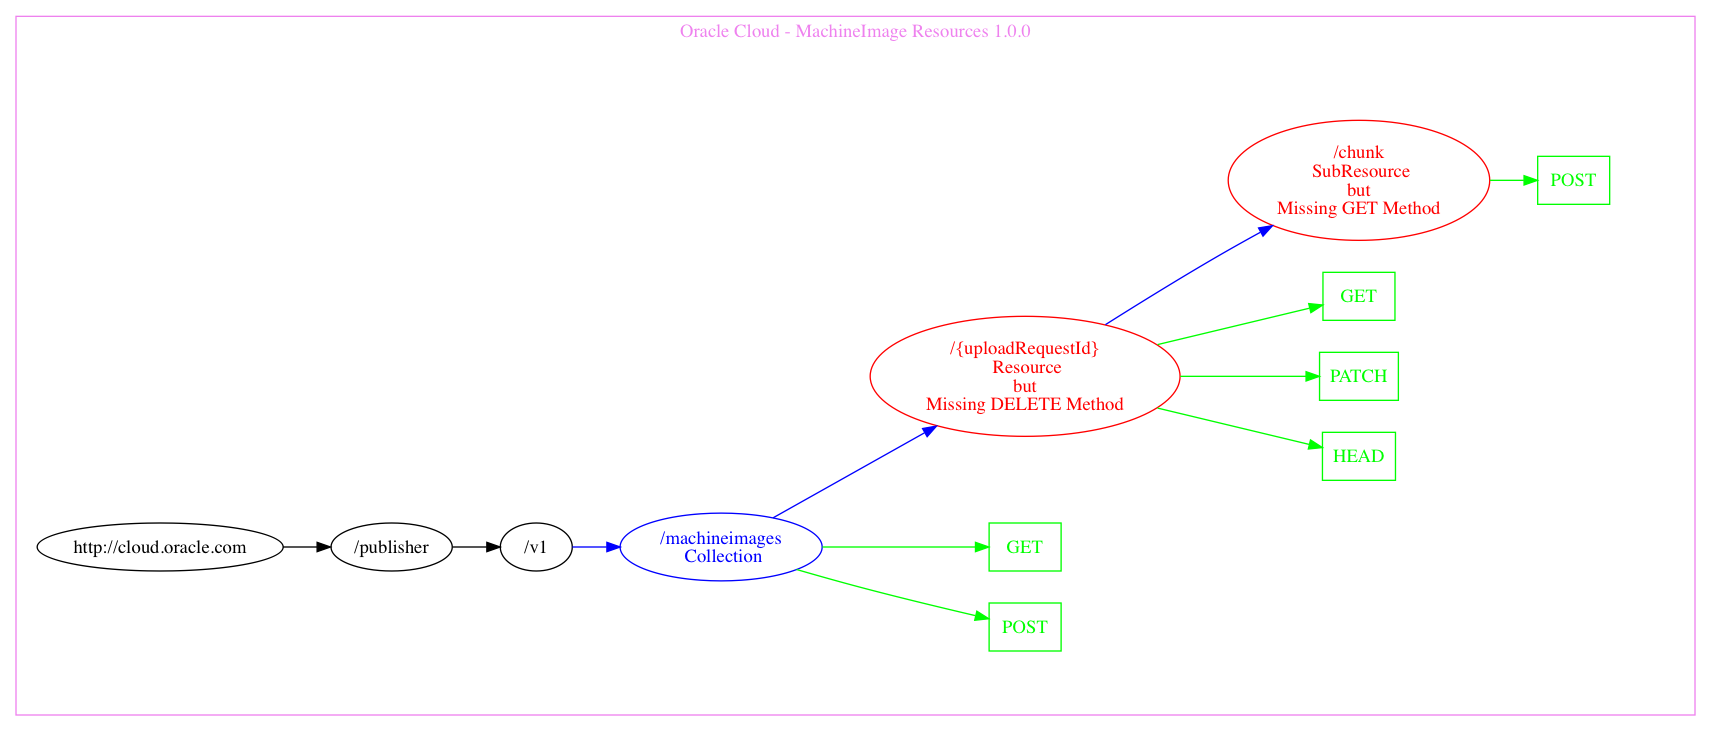 Oracle Cloud - MachineImage Resources 1.0.0
/chunk
SubResource
but
Missing GET Method
POST
GET
/{uploadRequestId}
Resource
but
Missing DELETE Method
PATCH
HEAD
http://cloud.oracle.com
/publisher
/v1
/machineimages
Collection
GET
POST